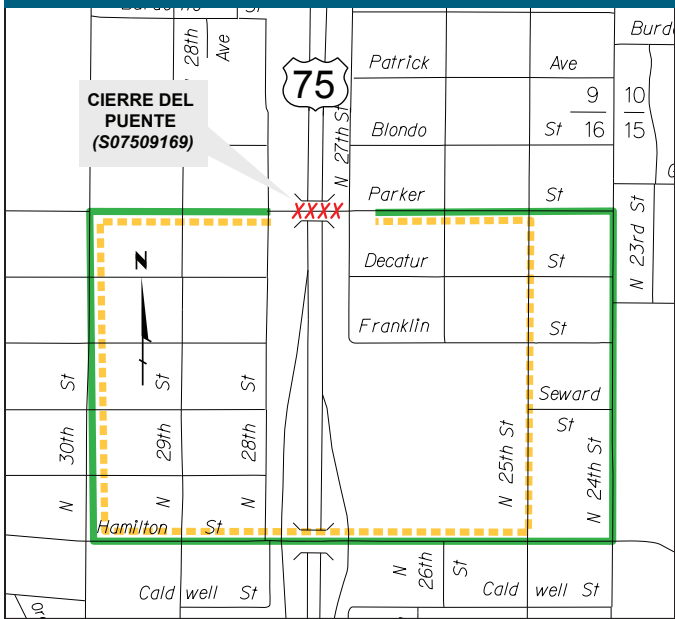 St
28th
Ave
Burd
Patrick Ave
75
CIERRE DEL
PUENTE
(S07509169)
9 10
16 15
N 27th St
Blondo St
Parker St
N 23rd St
N
Decatur St
Franklin St
Seward
St
N 30th St
N 29th St
N 28th St
N 25th St
N 24th St
Hamilton St
N 26th St
Cald well St
Cald well St